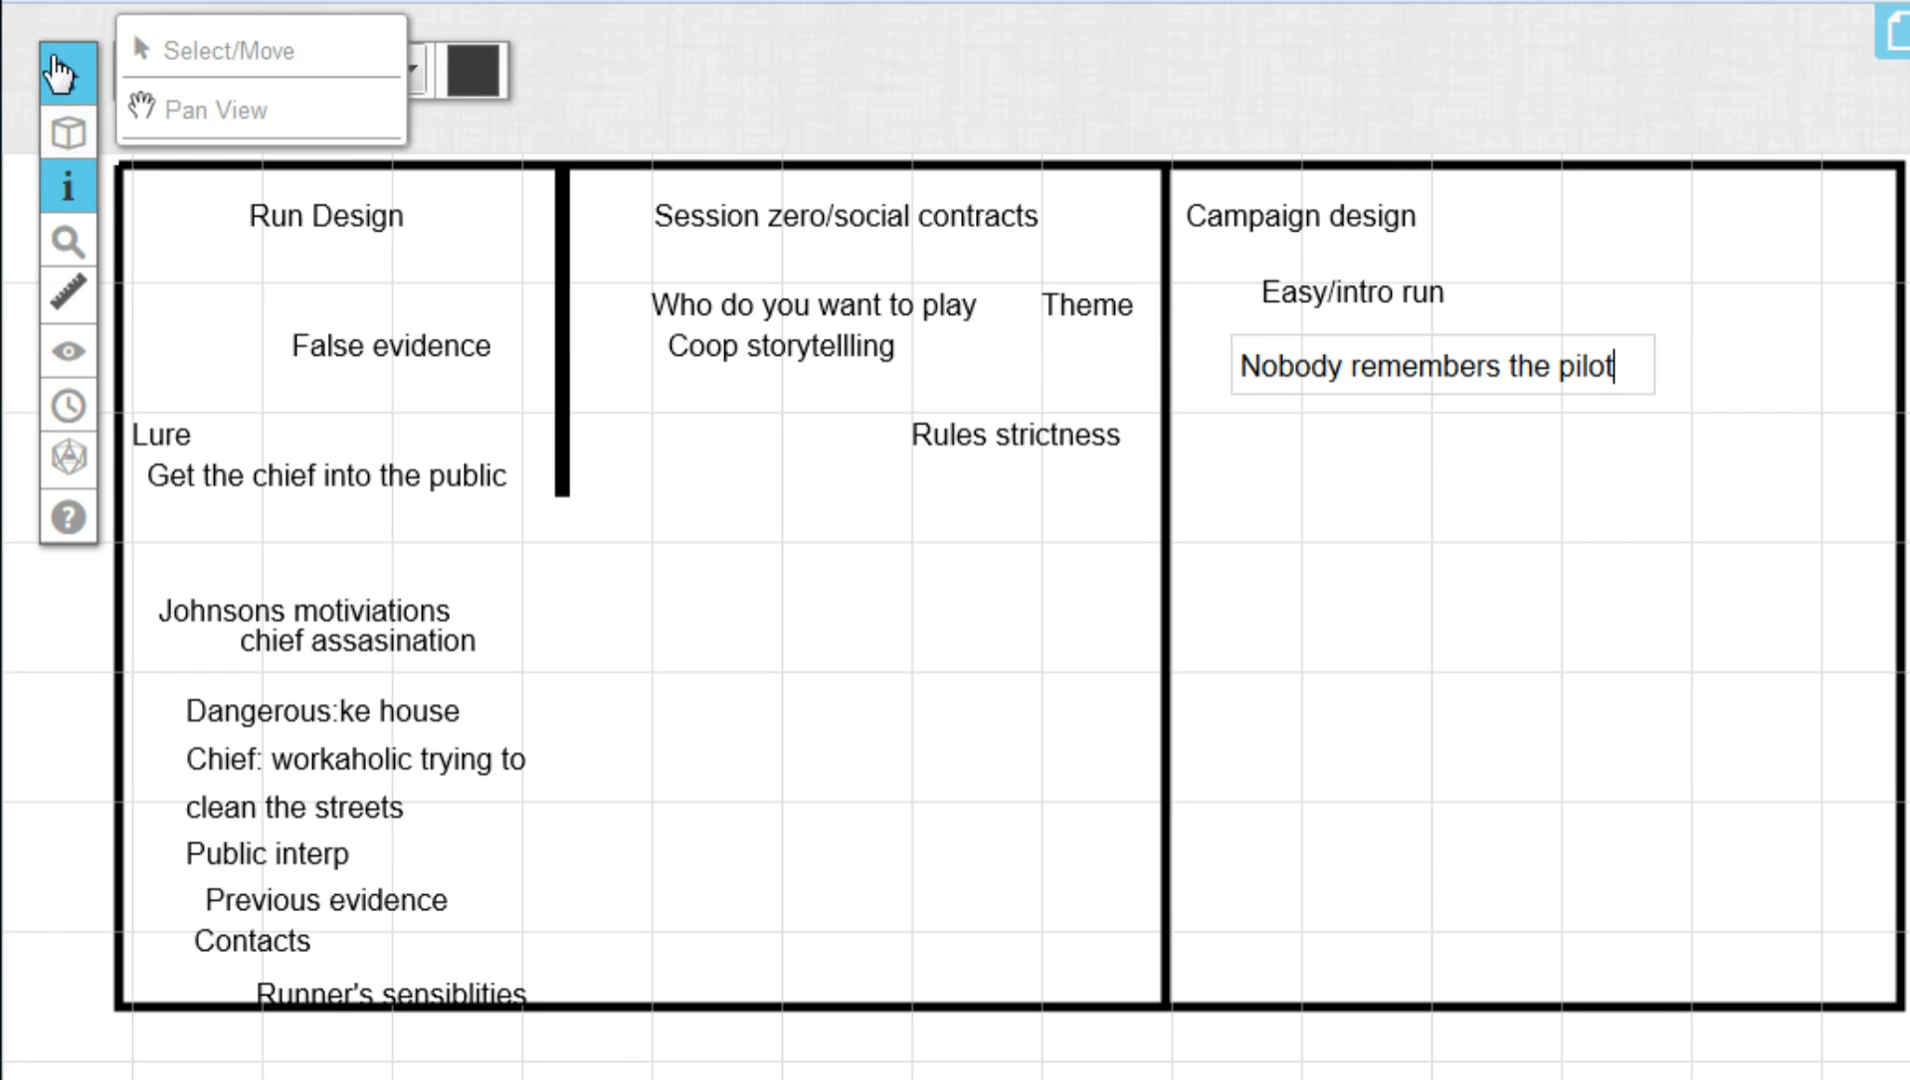 Select/Move
Pan View
Run Design
False evidence
Lure
Get the chief into the public
Johnsons motiviations
chief assasination
Dangerous:ke house
Chief: workaholic trying to
clean the streets
Public interp
Previous evidence
Contacts
Runner's sensiblities
Session zero/social contracts
Who do you want to play
Theme
Coop storytellling
Rules strictness
Campaign design
Easy/intro run
Nobody remembers the pilot